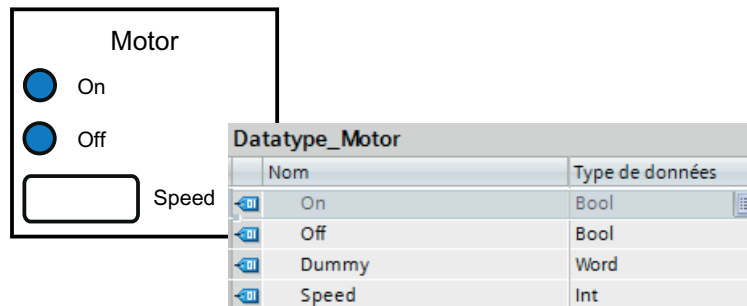 Motor
On
Off
Speed
Datatype_Motor
Nom Type de données
On Bool
Off Bool
Dummy Word
Speed Int